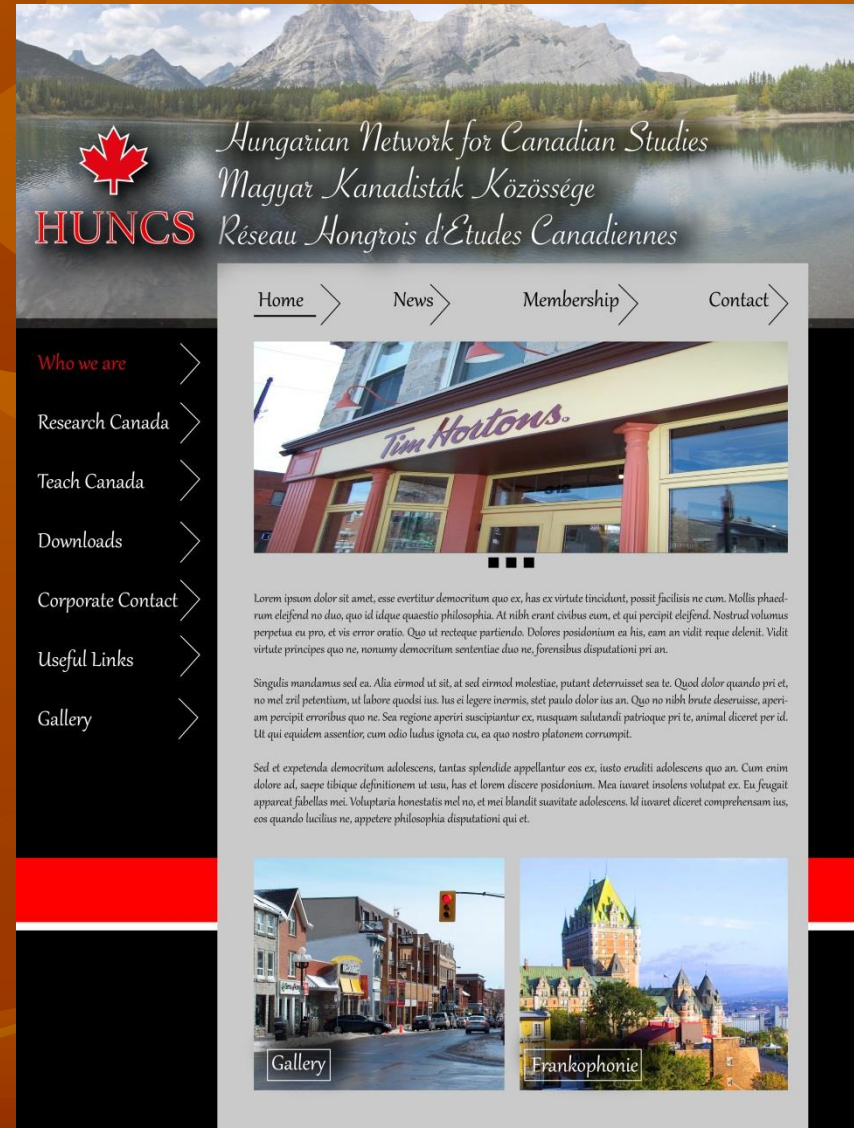 Hungarian Network for Canadian Studies
Magyar Kanadisták Közössége
Réseau Hongrois d'Etudes Canadiennes
HUNCS
Home
News
Membership
Contact
Who we are
Research Canada
Teach Canada
Downloads
Corporate Contact
Useful Links
Gallery
Tim Hortons.
312
Lorem ipsum dolor sit amet, esse evertitur democritum quo ex, has ex virtute tincidunt, possit facilisis ne cum. Mollis phaed-
rum eleifend no duo, quo id idque quaestio philosophia. At nibh erant civibus eum, et qui percipit eleifend. Nostrud volumus
perpetua eu pro, et vis error oratio. Quo ut recteque partiendo. Dolores posidonium ea his, eam an vidit reque delenit. Vidit
virtute principes quo ne, nonumy democritum sententiae duo ne, forensibus disputationi pri an.
Singulis mandamus sed ea. Alia eirmod ut sit, at sed eirmod molestiae, putant deterruisset sea te. Quod dolor quando pri et,
no mel zril petentium, ut labore quodsi ius. Ius ei legere inermis, stet paulo dolor ius an. Quo no nibh brute deseruisse, aperi-
am percipit erroribus quo ne. Sea regione aperiri suscipiantur ex, nusquam salutandi patrioque pri te, animal diceret per id.
Ut qui equidem assentior, cum odio ludus ignota cu, ea quo nostro platonem corrumpit.
Sed et expetenda democritum adolescens, tantas splendide appellantur eos ex, iusto eruditi adolescens quo an. Cum enim
dolore ad, saepe tibique definitionem ut usu, has et lorem discere posidonium. Mea iuvaret insolens volutpat ex. Eu feugait
appareat fabellas mei. Voluptaria honestatis mel no, et mei blandit suavitate adolescens. Id iuvaret diceret comprehensam ius,
eos quando lucilius ne, appetere philosophia disputationi qui et.
Gallery
Frankophonie